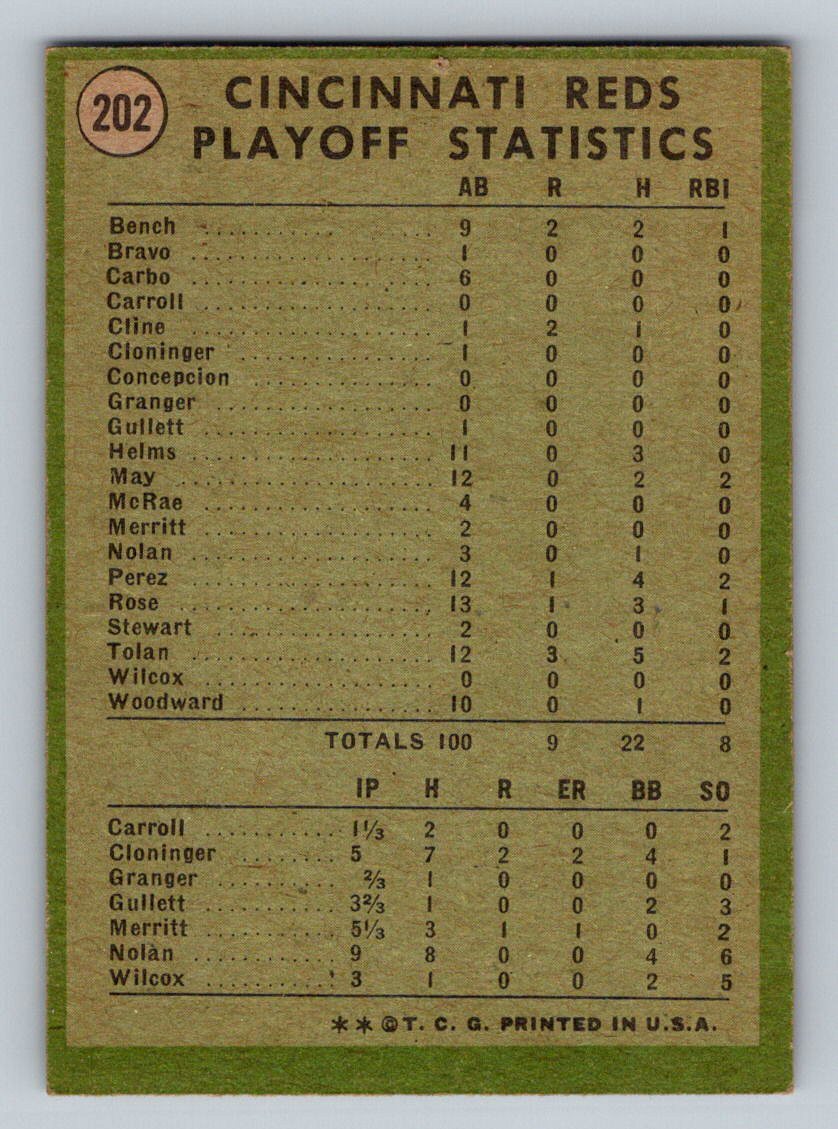 202
CINCINNATI REDS
PLAYOFF STATISTICS
AB R H RBI
Bench 9 2 2 1
Bravo 1 0 0 0
Carbo 6 0 0 0
Carroll 0 0 0 0
Cline 1 2 1 0
Cloninger 1 0 0 0
Concepcion 0 0 0 0
Granger 0 0 0 0
Gullett 1 0 0 0
Helms 11 0 3 0
May 12 0 2 2
McRae 4 0 0 0
Merritt 2 0 0 0
Nolan 3 0 1 0
Perez 12 1 4 2
Rose 13 1 3 1
Stewart 2 0 0 0
Tolan 12 3 5 2
Wilcox 0 0 0 0
Woodward 10 0 1 0
TOTALS 100 9 22 8
IP H R ER BB SO
Carroll 1⅓ 2 0 0 0 2
Cloninger 5 7 2 2 4 1
Granger ⅔ 1 0 0 0 0
Gullett 3⅔ 1 0 0 2 3
Merritt 5⅓ 3 1 1 0 2
Nolan 9 8 0 0 4 6
Wilcox 3 1 0 0 2 5
** © T. C. G. PRINTED IN U.S.A.